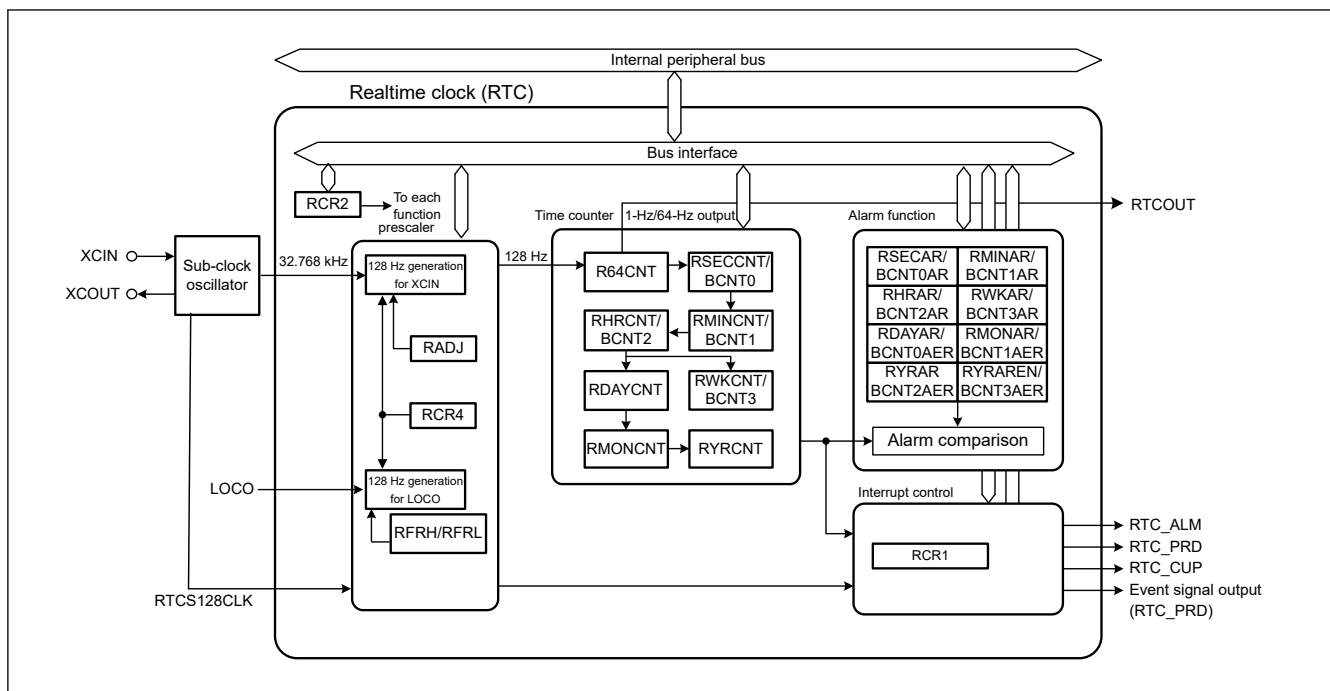 Internal peripheral bus
Realtime clock (RTC)
Bus interface
RCR2
To each
function
prescaler
Time counter
1-Hz/64-Hz output
Alarm function
RTCOUT
XCIN
XCOUT
Sub-clock
oscillator
32.768 kHz
128 Hz generation
for XCIN
RADJ
RCR4
LOCO
128 Hz generation
for LOCO
RFRH/RFRL
RTCS128CLK
128 Hz
R64CNT
RSECCNT/
BCNT0
RHRCNT/
BCNT2
RMINCNT/
BCNT1
RDAYCNT
RWKCNT/
BCNT3
RMONCNT
RYRCNT
RSECAR/
BCNT0AR
RMINAR/
BCNT1AR
RHRAR/
BCNT2AR
RWKAR/
BCNT3AR
RDAYAR/
BCNT0AER
RMONAR/
BCNT1AER
RYRAR
BCNT2AER
RYRAREN/
BCNT3AER
Alarm comparison
Interrupt control
RCR1
RTC_ALM
RTC_PRD
RTC_CUP
Event signal output
(RTC_PRD)